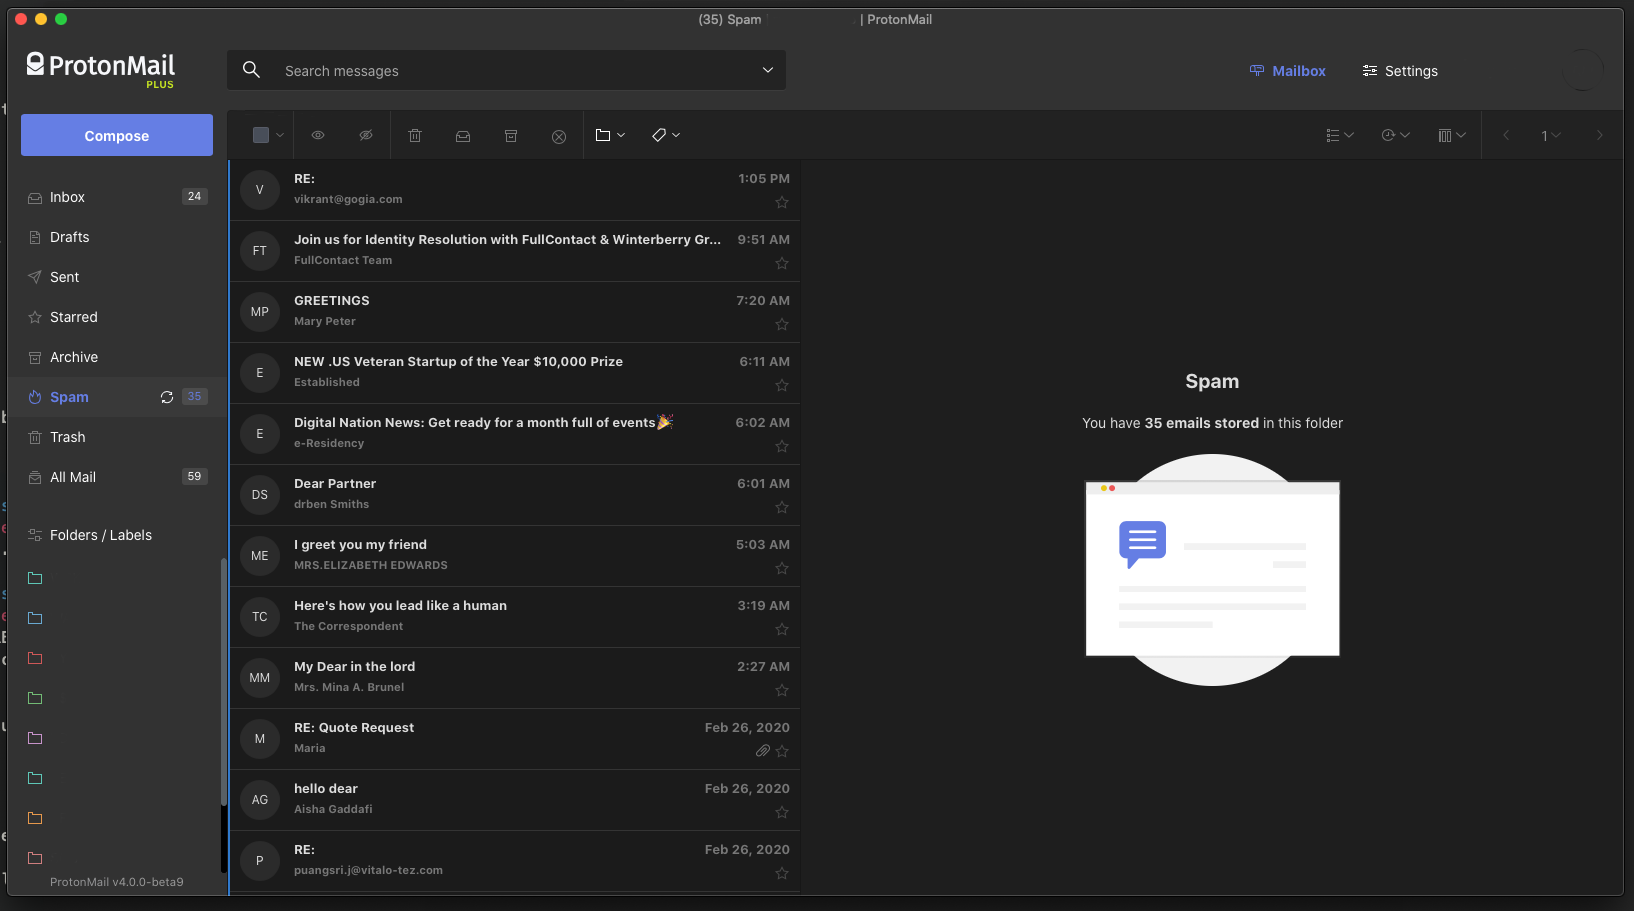 (35) Spam | ProtonMail
ProtonMail
PLUS
Search messages
Mailbox
Settings
Compose
1
Inbox 24
Drafts
Sent
Starred
Archive
Spam 35
Trash
All Mail 59
Folders / Labels
ProtonMail v4.0.0-beta9
V
RE: 1:05 PM
vikrant@gogia.com
FT
Join us for Identity Resolution with FullContact & Winterberry Gr... 9:51 AM
FullContact Team
MP
GREETINGS 7:20 AM
Mary Peter
E
NEW .US Veteran Startup of the Year $10,000 Prize 6:11 AM
Established
E
Digital Nation News: Get ready for a month full of events🎉 6:02 AM
e-Residency
DS
Dear Partner 6:01 AM
drben Smiths
ME
I greet you my friend 5:03 AM
MRS.ELIZABETH EDWARDS
TC
Here's how you lead like a human 3:19 AM
The Correspondent
MM
My Dear in the lord 2:27 AM
Mrs. Mina A. Brunel
M
RE: Quote Request Feb 26, 2020
Maria
AG
hello dear Feb 26, 2020
Aisha Gaddafi
P
RE: Feb 26, 2020
puangsri.j@vitalo-tez.com
Spam
You have 35 emails stored in this folder